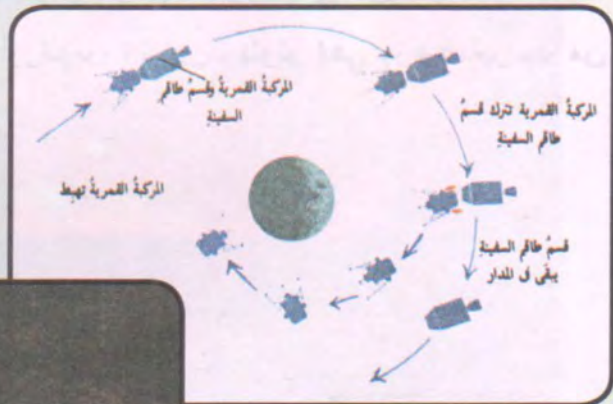 المركبةُ القمريةُ وقسمُ طاقم
السفينةِ
المركبةُ القمريةُ تترك قسمَ
طاقم السفينةِ
المركبةُ القمريةُ تهبط
قسمُ طاقم السفينةِ
يبقى في المدار